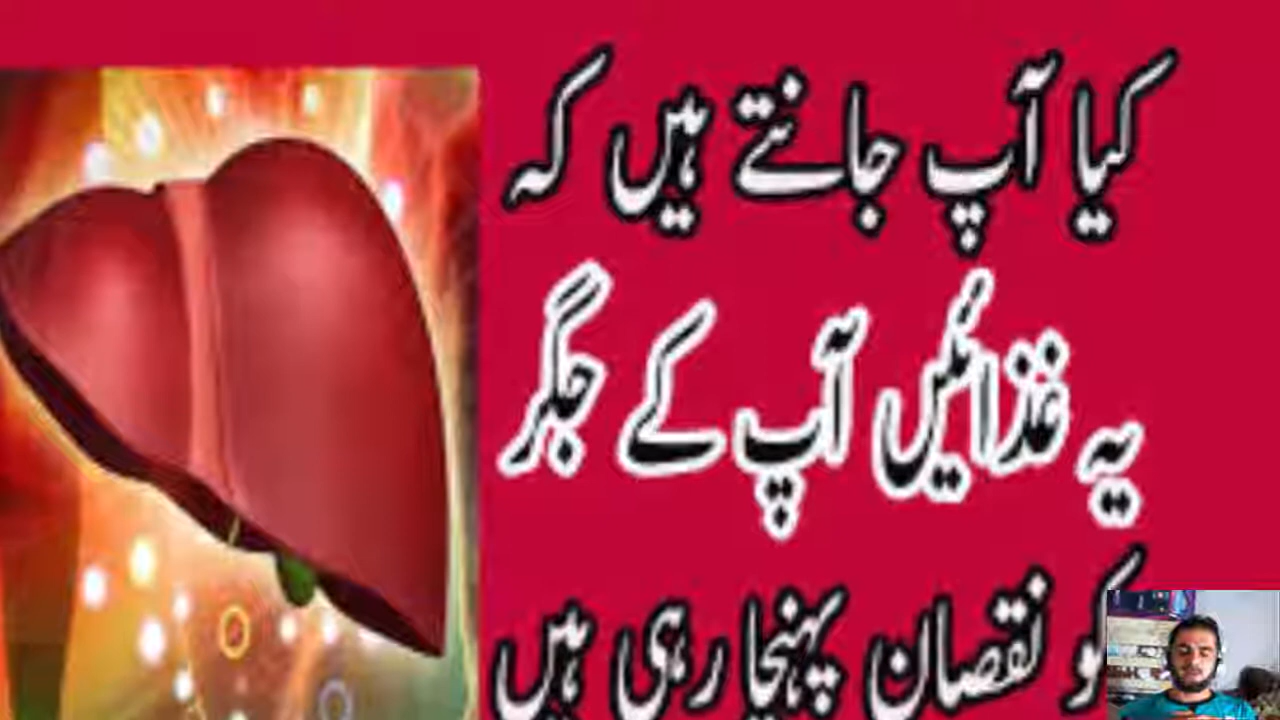 کیا آپ جانتے ہیں کہ
یہ غذائیں آپ کے جگر
کو نقصان پہنچا رہی ہیں